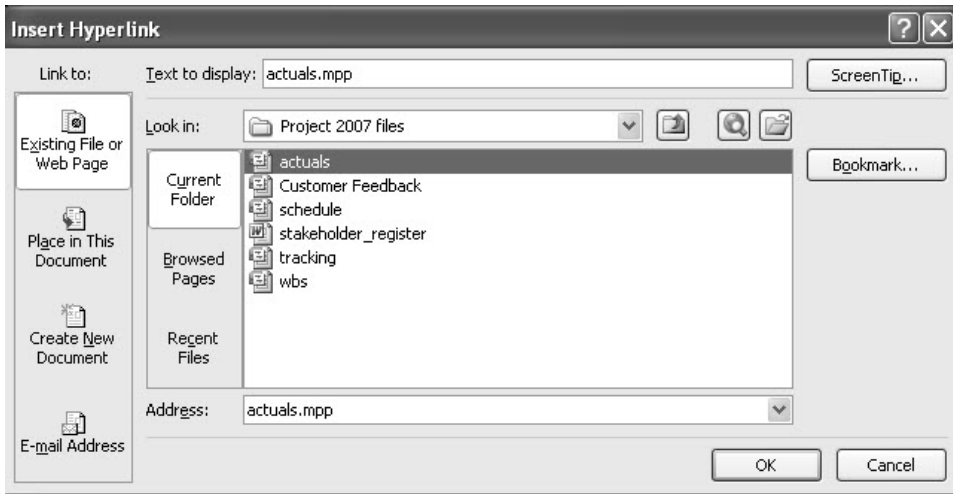 Insert Hyperlink
Link to:
Text to display:
actuals.mpp
ScreenTip...
Existing File or
Web Page
Look in:
Project 2007 files
Bookmark...
Current
Folder
actuals
Customer Feedback
schedule
stakeholder_register
tracking
wbs
Place in This
Document
Browsed
Pages
Create New
Document
Recent
Files
E-mail Address
Address:
actuals.mpp
OK
Cancel